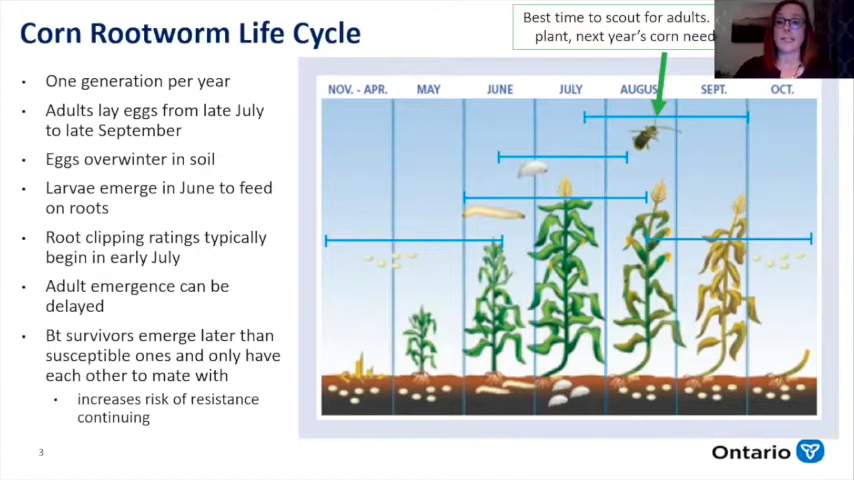 Corn Rootworm Life Cycle
Best time to scout for adults.
plant, next year's corn need
• One generation per year
• Adults lay eggs from late July
to late September
• Eggs overwinter in soil
• Larvae emerge in June to feed
on roots
• Root clipping ratings typically
begin in early July
• Adult emergence can be
delayed
• Bt survivors emerge later than
susceptible ones and only have
each other to mate with
• increases risk of resistance
continuing
NOV. - APR. MAY JUNE JULY AUGUST SEPT. OCT.
3
Ontario